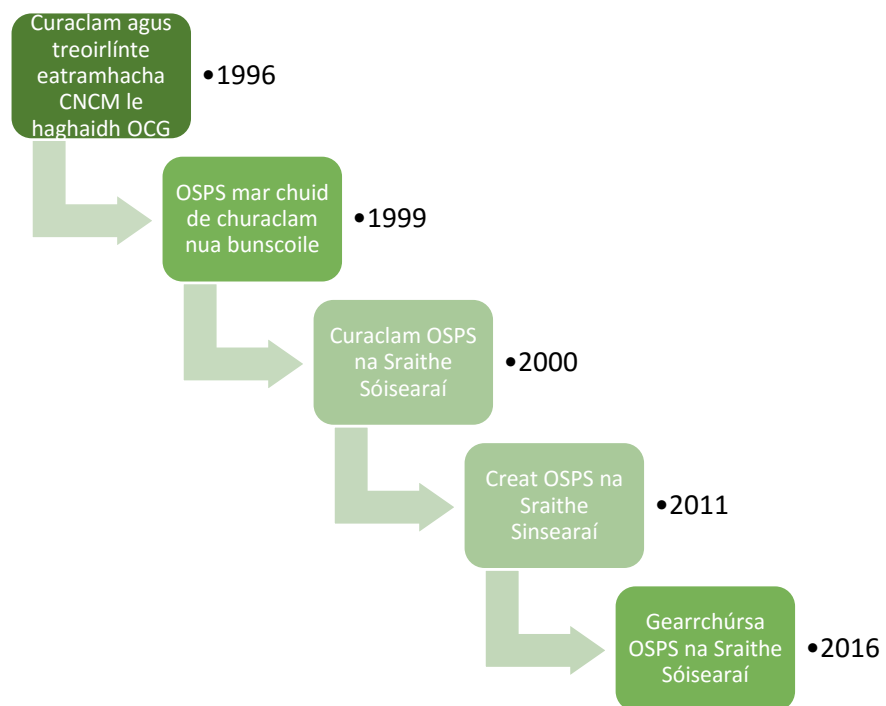 Curaclam agus
treoirlínte
eatramhacha
CNCM le
haghaidh OCG
•1996
OSPS mar chuid
de churaclam
nua bunscoile
•1999
Curaclam OSPS
na Sraithe
Sóisearaí
•2000
Creat OSPS na
Sraithe
Sinsearaí
•2011
Gearrchúrsa
OSPS na Sraithe
Sóisearaí
•2016